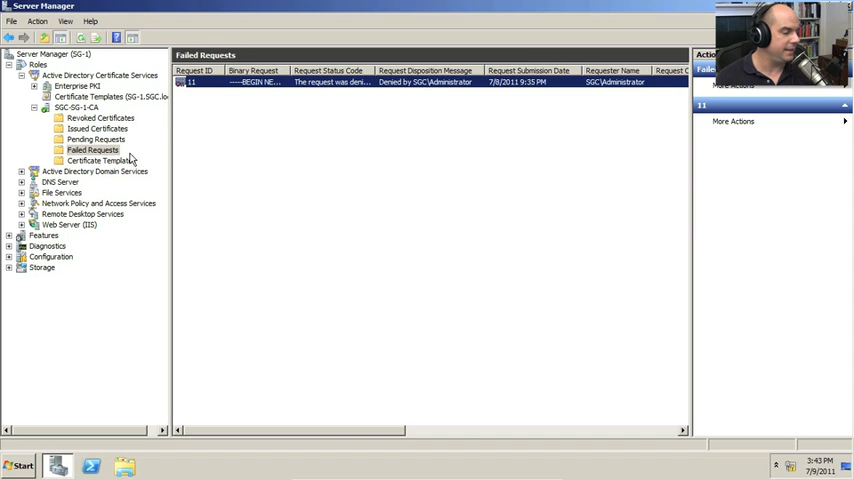 Server Manager
File Action View Help
Server Manager (SG-1)
Roles
Active Directory Certificate Services
Enterprise PKI
Certificate Templates (SG-1.SGC.lo
SGC-SG-1-CA
Revoked Certificates
Issued Certificates
Pending Requests
Failed Requests
Certificate Templat
Active Directory Domain Services
DNS Server
File Services
Network Policy and Access Services
Remote Desktop Services
Web Server (IIS)
Features
Diagnostics
Configuration
Storage
Failed Requests
Request ID Binary Request Request Status Code Request Disposition Message Request Submission Date Requester Name Request C
11 -----BEGIN NE... The request was deni... Denied by SGC\Administrator 7/8/2011 9:35 PM SGC\Administrator
Actio
Failed
More Actions
11
More Actions
Start
3:43 PM
7/9/2011